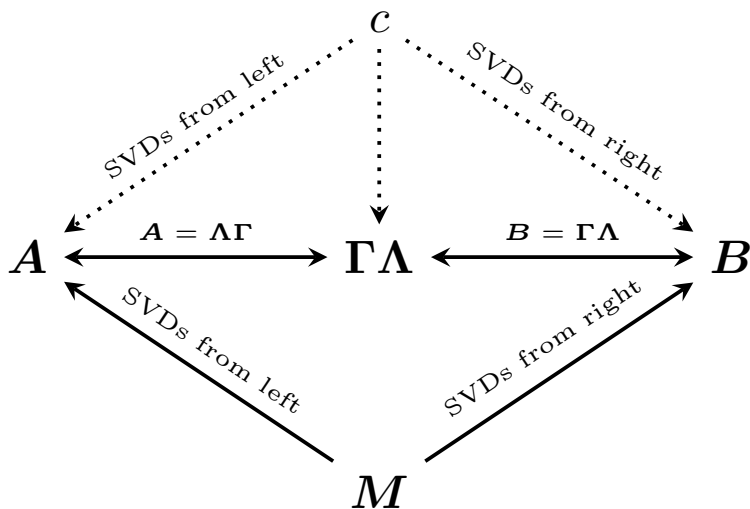 c
SVDs from left
SVDs from right
A = ΛΓ
B = ΓΛ
A
ΓΛ
B
SVDs from left
SVDs from right
M